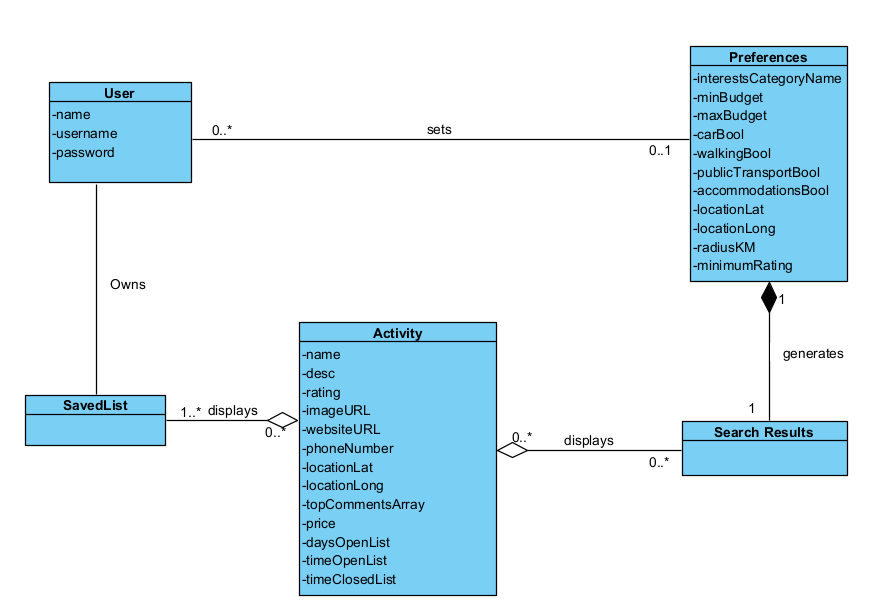 User
-name
-username
-password
0..*
sets
0..1
Preferences
-interestsCategoryName
-minBudget
-maxBudget
-carBool
-walkingBool
-publicTransportBool
-accommodationsBool
-locationLat
-locationLong
-radiusKM
-minimumRating
Owns
1
generates
1
SavedList
1..*
displays
0..*
Activity
-name
-desc
-rating
-imageURL
-websiteURL
-phoneNumber
-locationLat
-locationLong
-topCommentsArray
-price
-daysOpenList
-timeOpenList
-timeClosedList
0..*
displays
0..*
Search Results